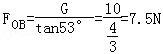 F_OB = G/tan53° = 10/(4/3) = 7.5N